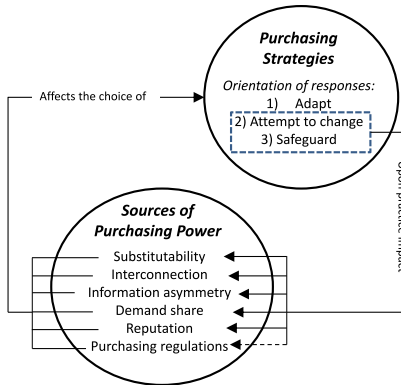 Purchasing
Strategies
Orientation of responses:
1) Adapt
2) Attempt to change
3) Safeguard
Affects the choice of
Sources of
Purchasing Power
Substitutability
Interconnection
Information asymmetry
Demand share
Reputation
Purchasing regulations